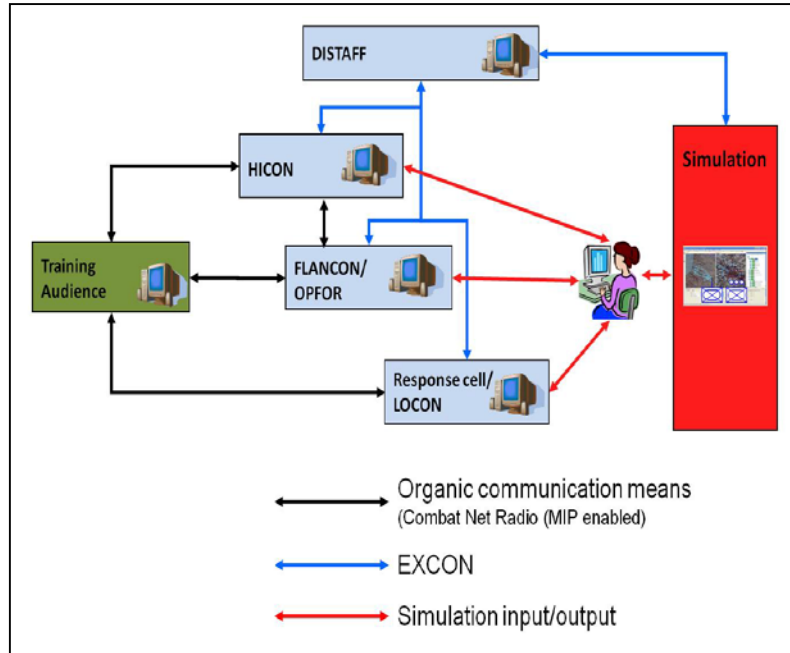 DISTAFF
HICON
Simulation
Training
Audience
FLANCON/
OPFOR
Response cell/
LOCON
Organic communication means
(Combat Net Radio (MIP enabled)
EXCON
Simulation input/output